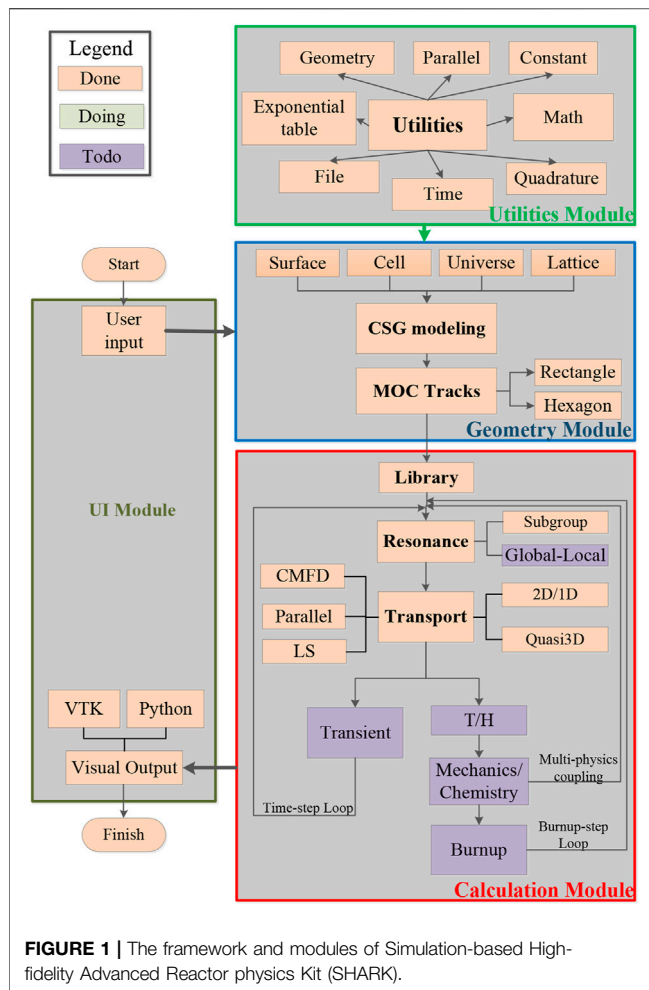 Legend
Done
Doing
Todo
Geometry
Parallel
Constant
Exponential
table
Utilities
Math
File
Time
Quadrature
Utilities Module
Start
User
input
Surface
Cell
Universe
Lattice
CSG modeling
MOC Tracks
Rectangle
Hexagon
Geometry Module
UI Module
Library
Resonance
Subgroup
Global-Local
CMFD
Parallel
LS
Transport
2D/1D
Quasi3D
Transient
T/H
Mechanics/
Chemistry
Multi-physics
coupling
Time-step Loop
Burnup
Burnup-step
Loop
Calculation Module
VTK
Python
Visual Output
Finish
FIGURE 1 | The framework and modules of Simulation-based High-
fidelity Advanced Reactor physics Kit (SHARK).